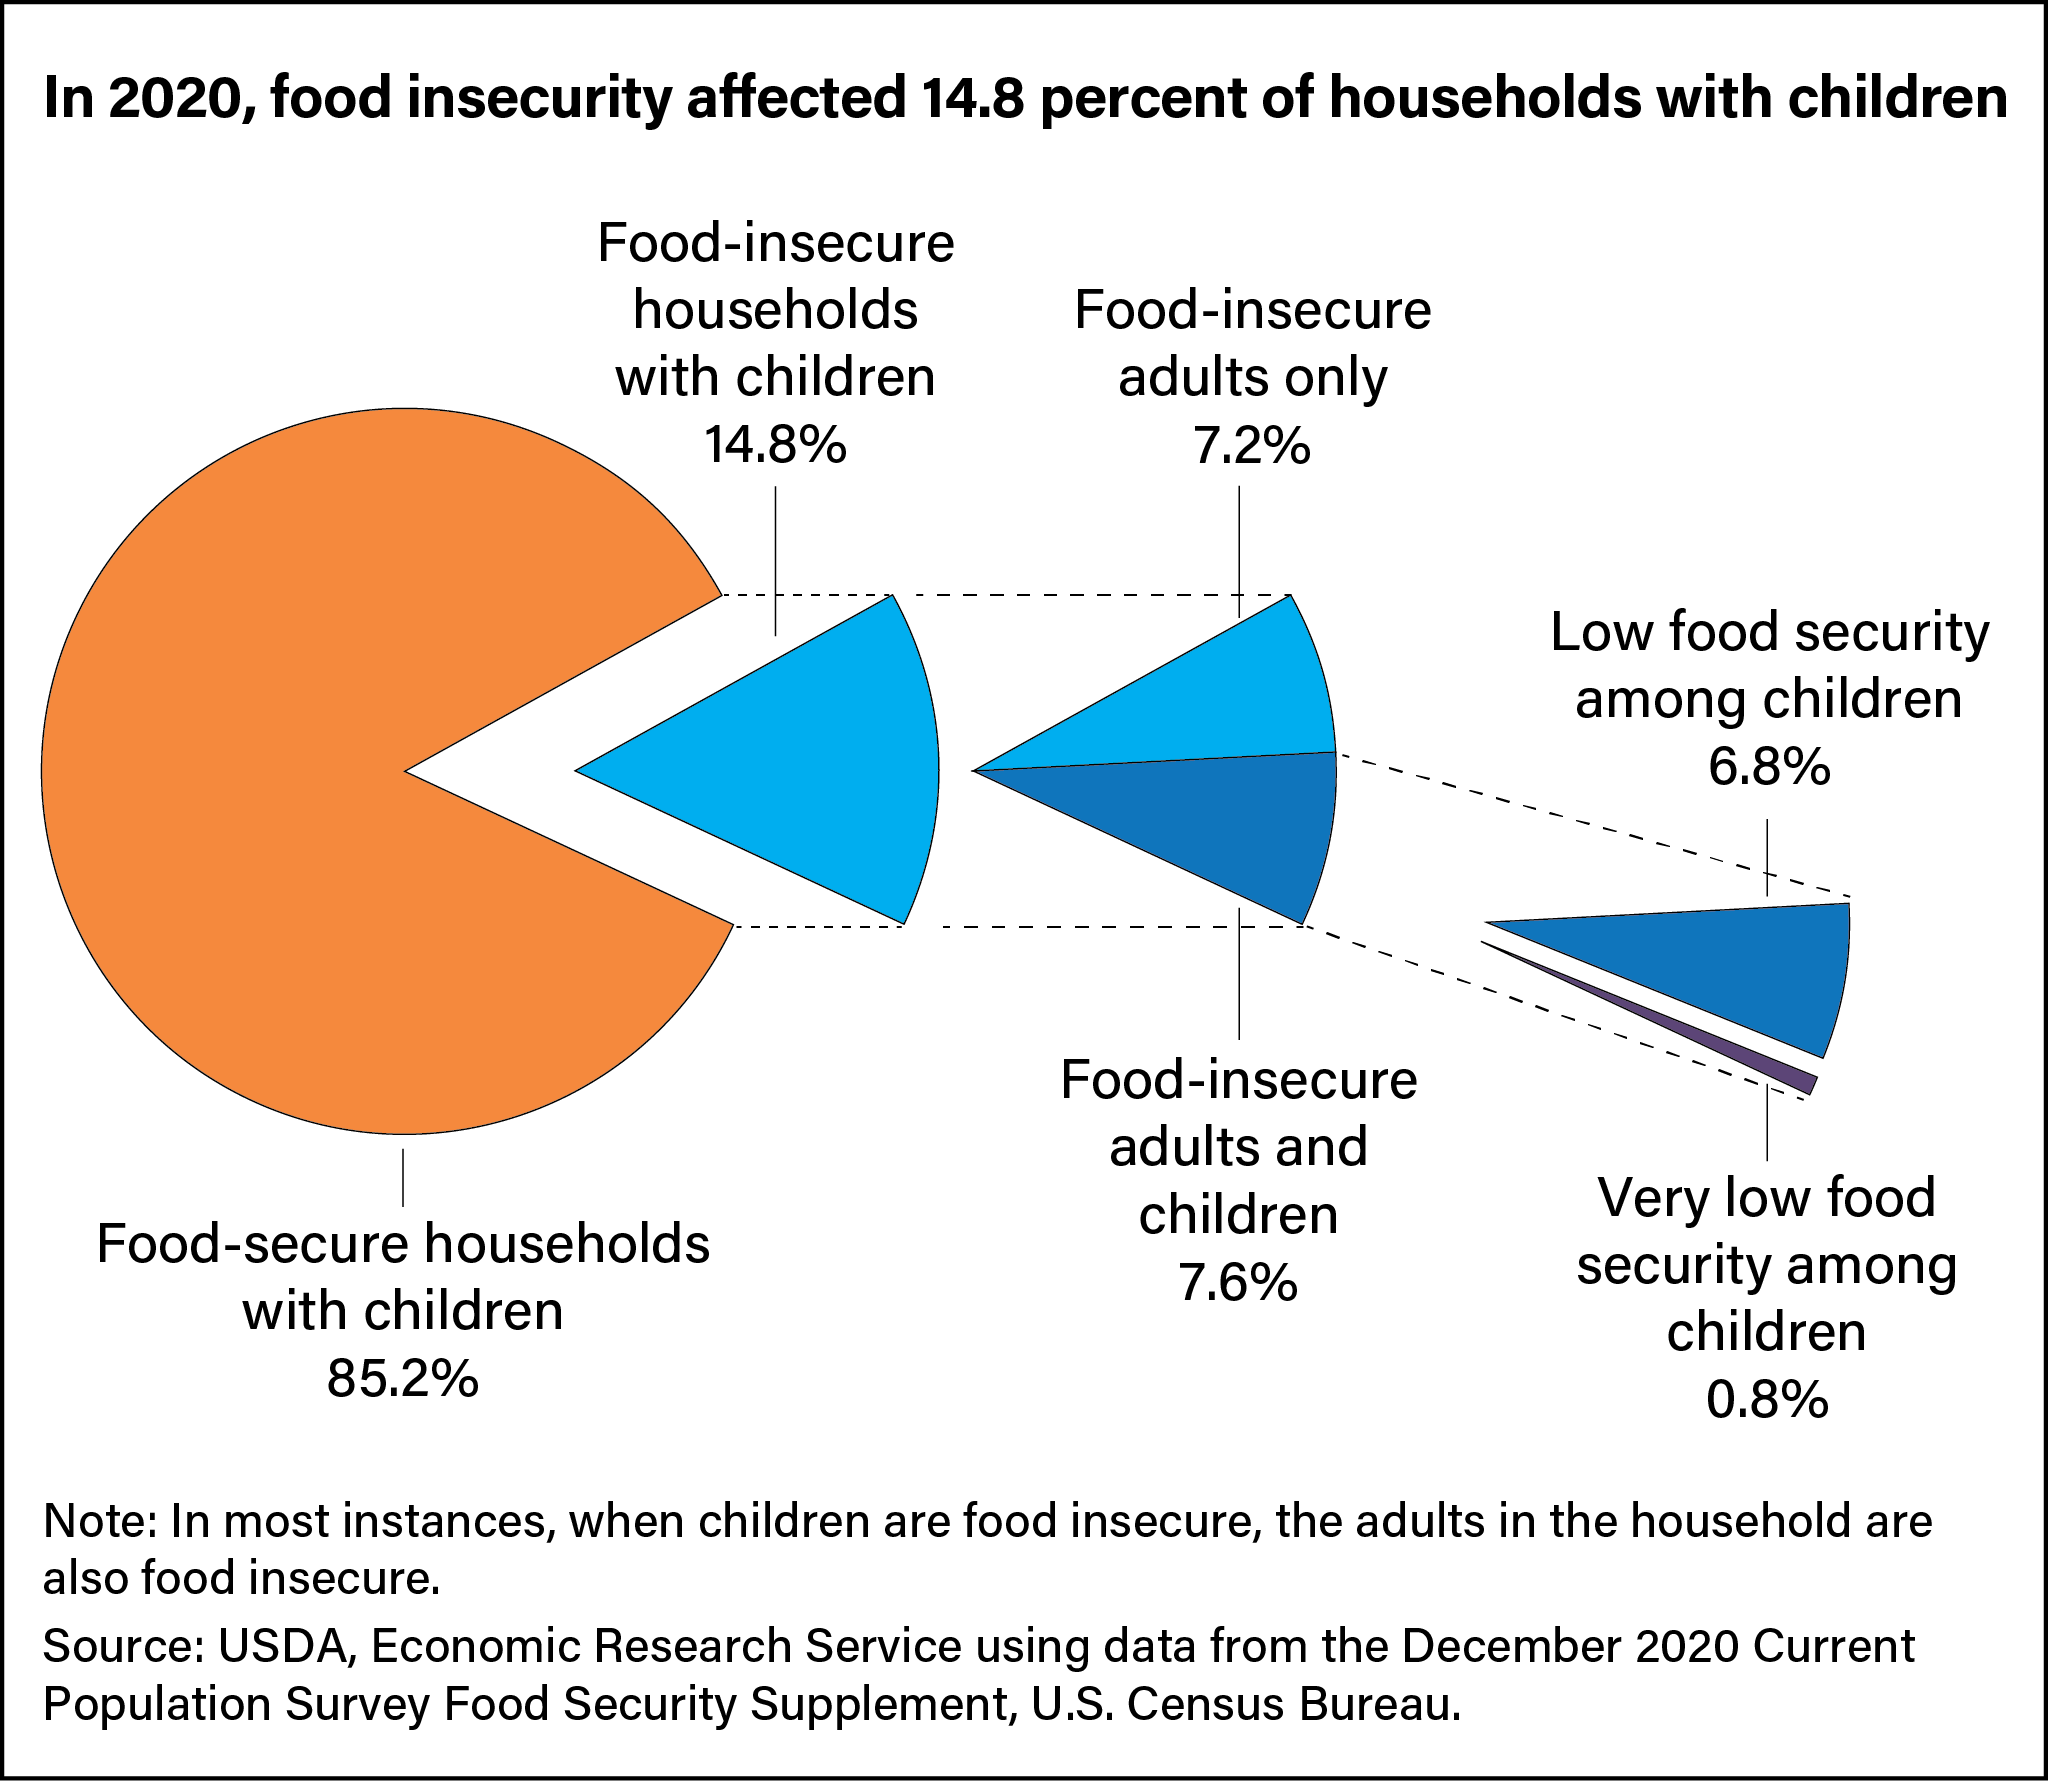 In 2020, food insecurity affected 14.8 percent of households with children
Food-insecure
households
with children
14.8%
Food-insecure
adults only
7.2%
Low food security
among children
6.8%
Food-insecure
adults and
children
7.6%
Very low food
security among
children
0.8%
Food-secure households
with children
85.2%
Note: In most instances, when children are food insecure, the adults in the household are
also food insecure.
Source: USDA, Economic Research Service using data from the December 2020 Current
Population Survey Food Security Supplement, U.S. Census Bureau.